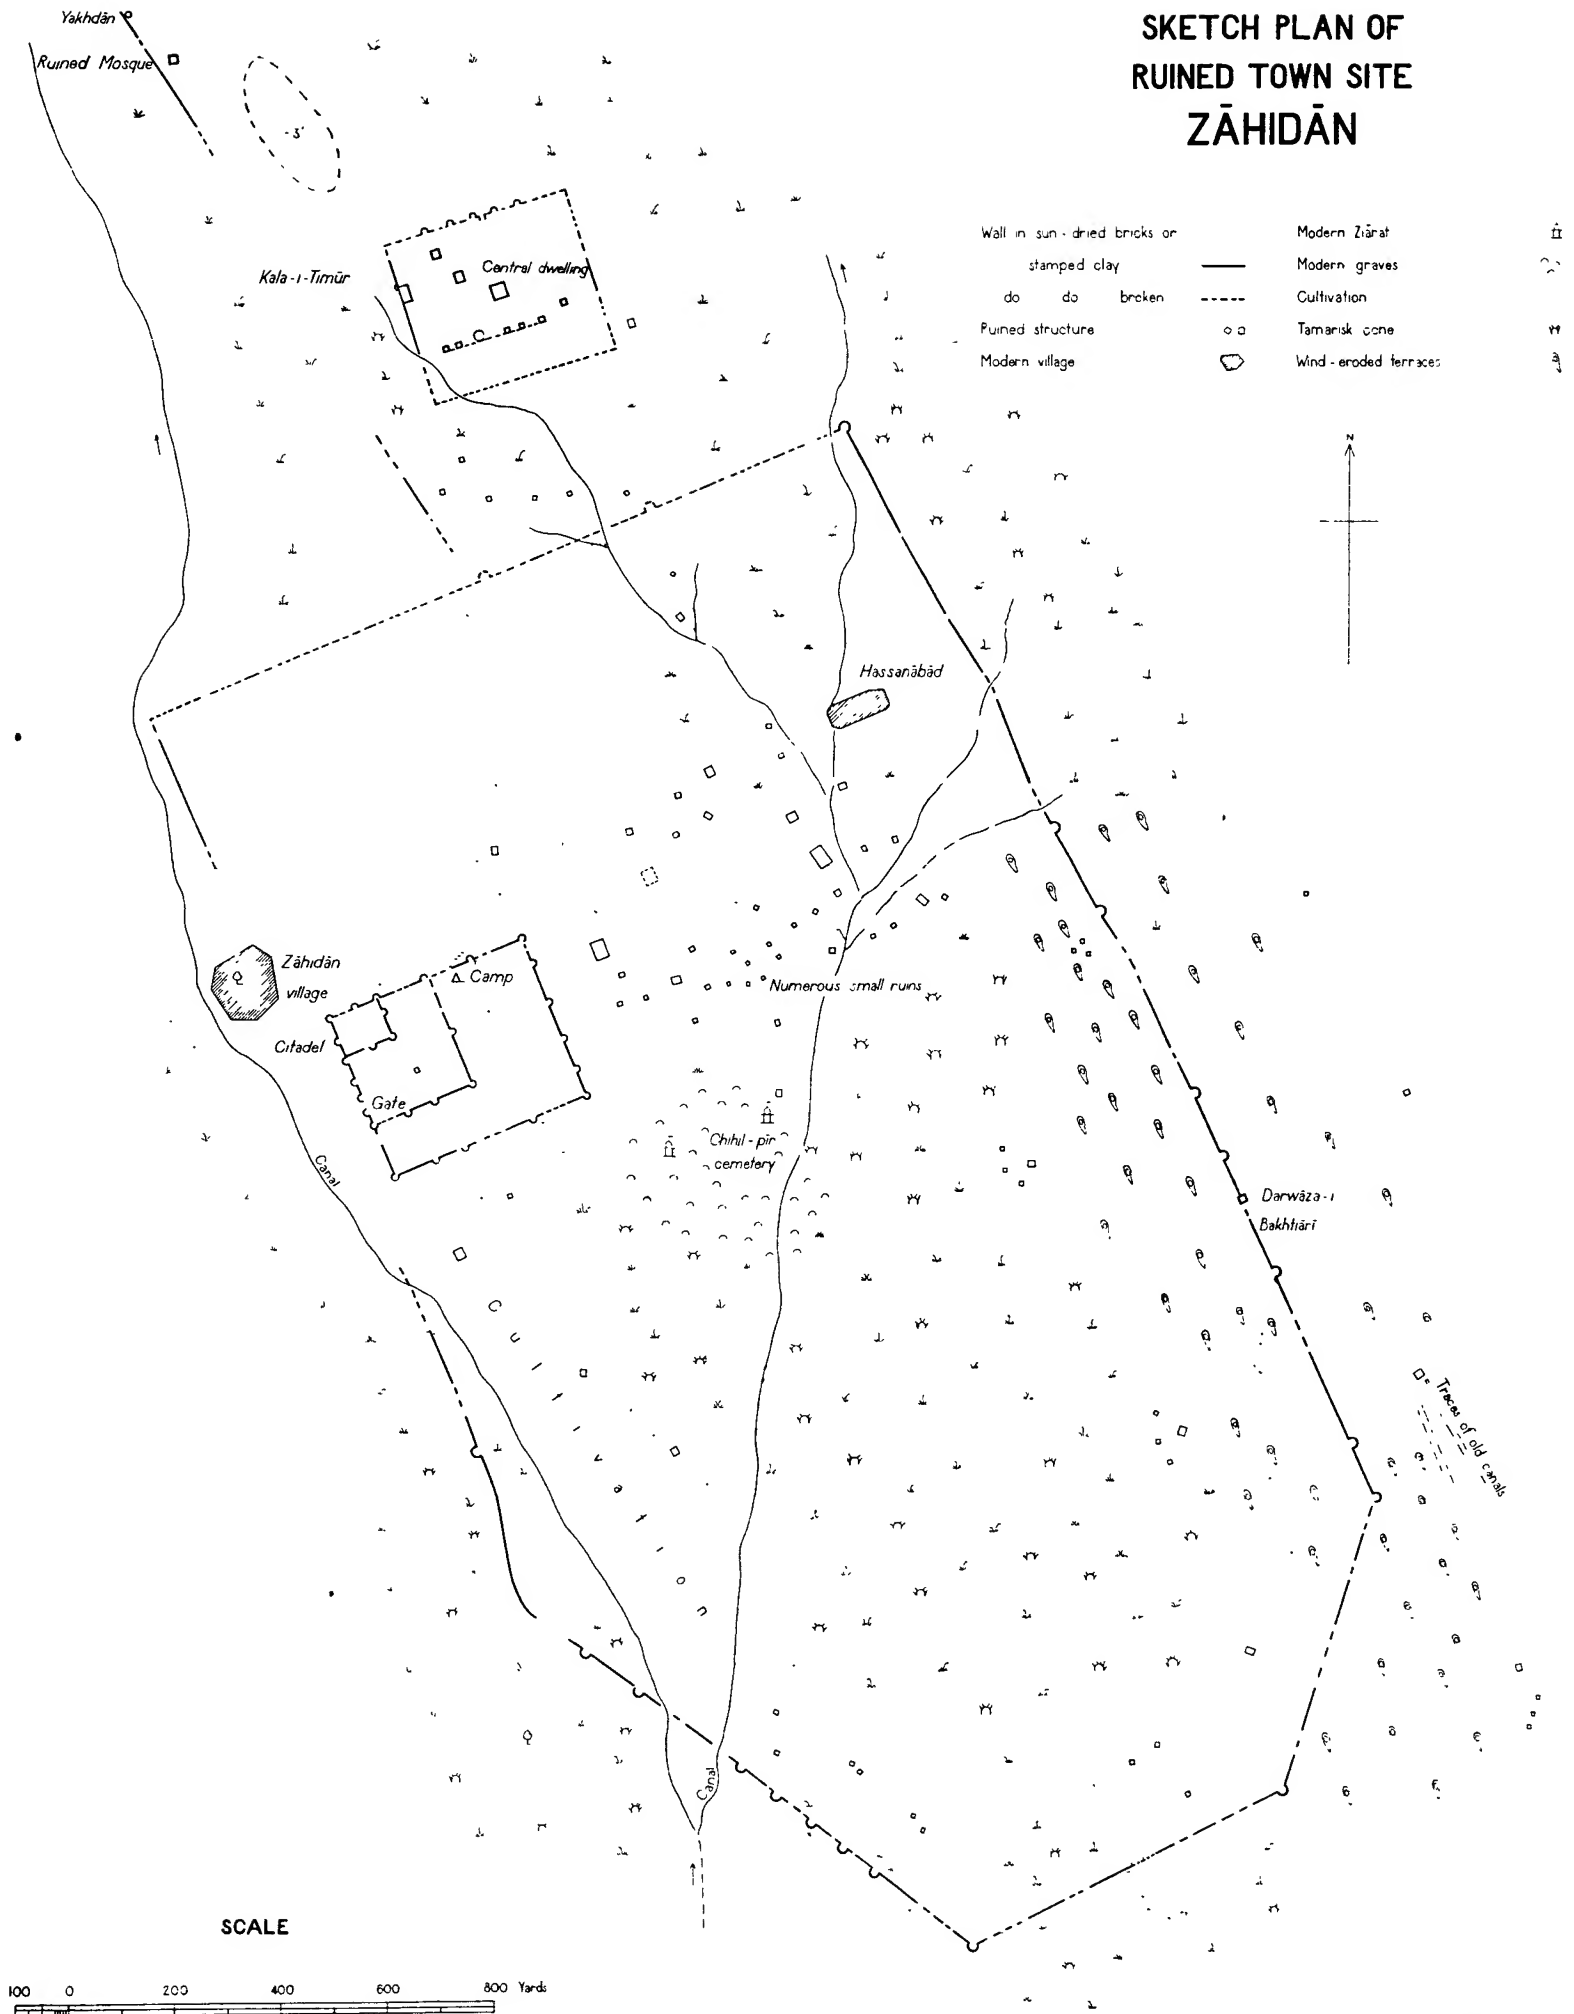 SKETCH PLAN OF
RUINED TOWN SITE
ZĀHIDĀN
Yakhdān
Ruined Mosque
-3'
Kala-i-Tīmūr
Central dwelling
Wall in sun-dried bricks or
stamped clay
do do broken
Ruined structure
Modern village
Modern Ziārat
Modern graves
Cultivation
Tamarisk cone
Wind-eroded terraces
N
Hassanābād
Zāhidān
village
Camp
Citadel
Gate
Numerous small ruins
Chihil-pīr
cemetery
Canal
Darwāza-i
Bakhtiārī
Cultivation
Traces of old canals
Canal
SCALE
100 0 200 400 600 800 Yards